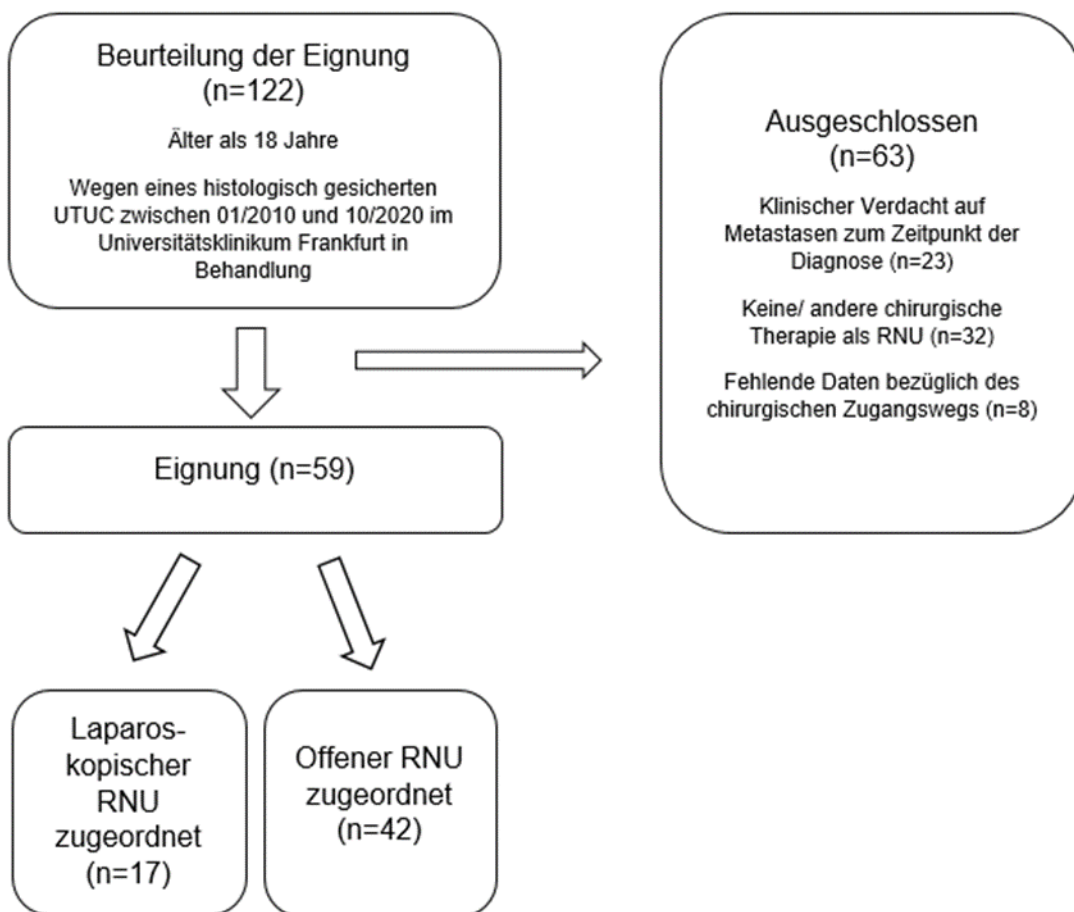 Beurteilung der Eignung
(n=122)
Älter als 18 Jahre
Wegen eines histologisch gesicherten
UTUC zwischen 01/2010 und 10/2020 im
Universitätsklinikum Frankfurt in
Behandlung
Ausgeschlossen
(n=63)
Klinischer Verdacht auf
Metastasen zum Zeitpunkt der
Diagnose (n=23)
Keine/ andere chirurgische
Therapie als RNU (n=32)
Fehlende Daten bezüglich des
chirurgischen Zugangswegs (n=8)
Eignung (n=59)
Laparos-
kopischer
RNU
zugeordnet
(n=17)
Offener RNU
zugeordnet
(n=42)